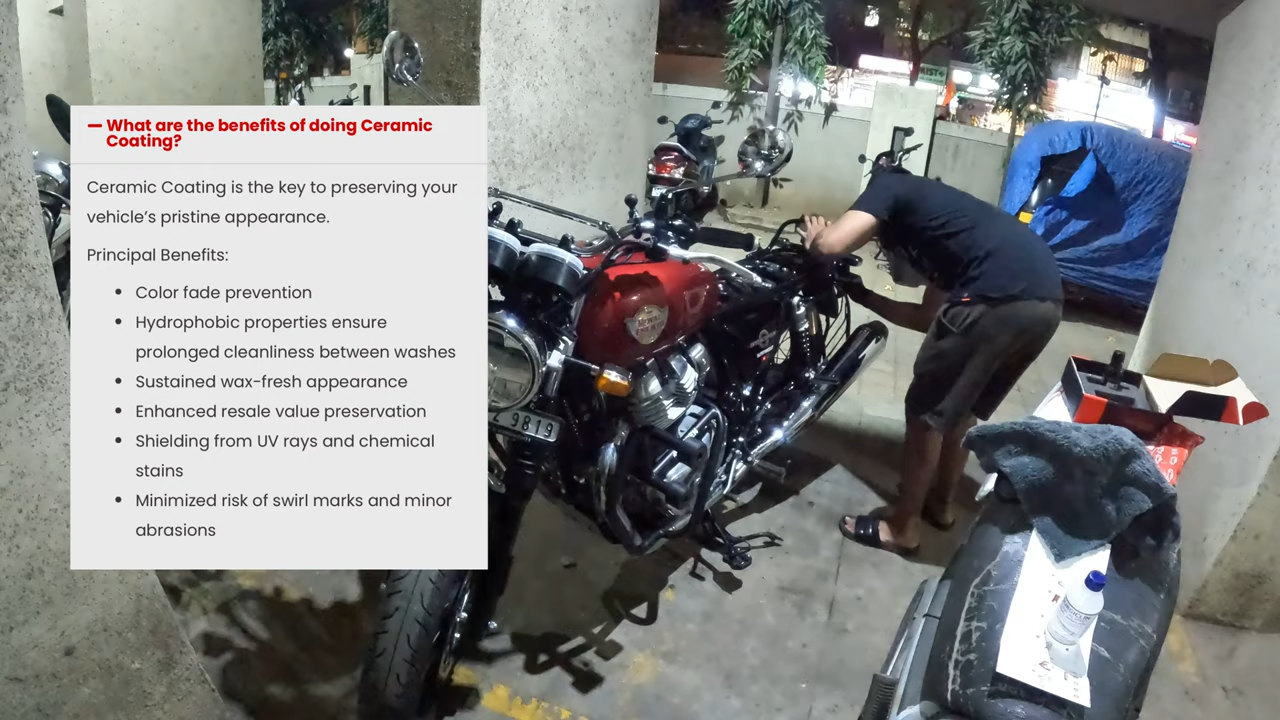 — What are the benefits of doing Ceramic
Coating?
Ceramic Coating is the key to preserving your
vehicle's pristine appearance.
Principal Benefits:
• Color fade prevention
• Hydrophobic properties ensure
prolonged cleanliness between washes
• Sustained wax-fresh appearance
• Enhanced resale value preservation
• Shielding from UV rays and chemical
stains
• Minimized risk of swirl marks and minor
abrasions
9819